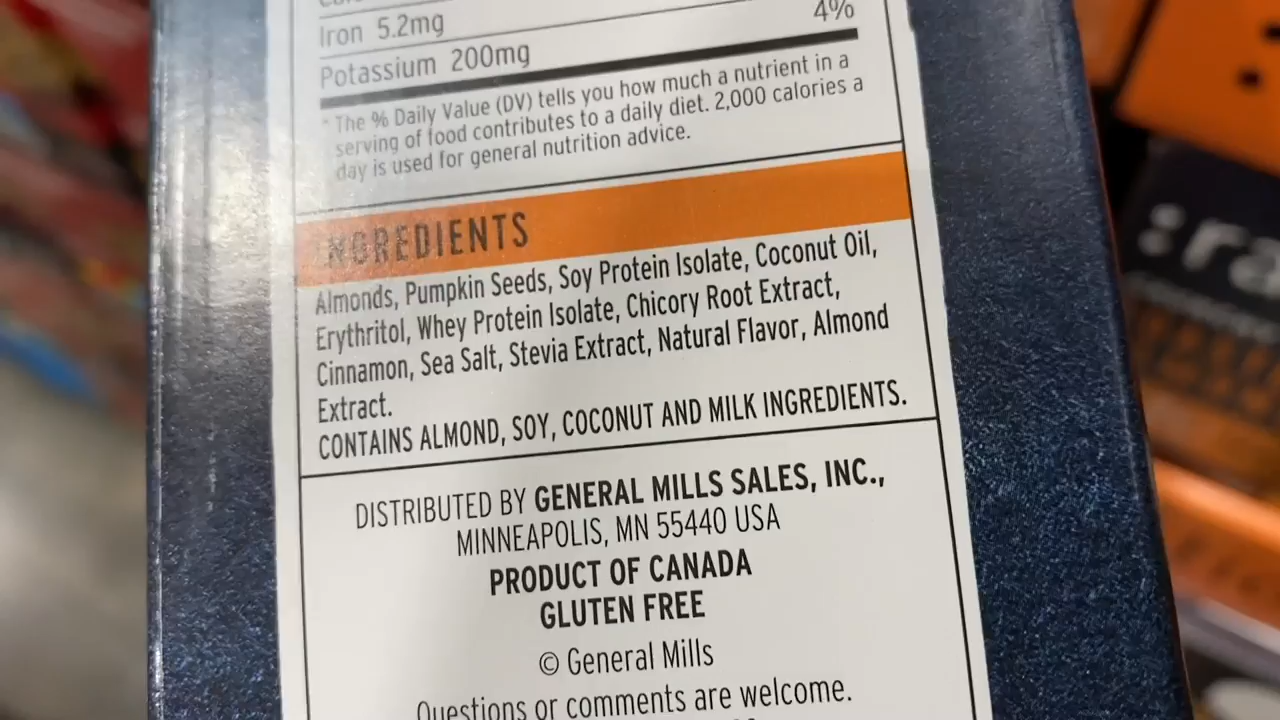 Iron 5.2mg
4%
Potassium 200mg
* The % Daily Value (DV) tells you how much a nutrient in a
serving of food contributes to a daily diet. 2,000 calories a
day is used for general nutrition advice.
INGREDIENTS
Almonds, Pumpkin Seeds, Soy Protein Isolate, Coconut Oil,
Erythritol, Whey Protein Isolate, Chicory Root Extract,
Cinnamon, Sea Salt, Stevia Extract, Natural Flavor, Almond
Extract.
CONTAINS ALMOND, SOY, COCONUT AND MILK INGREDIENTS.
DISTRIBUTED BY GENERAL MILLS SALES, INC.,
MINNEAPOLIS, MN 55440 USA
PRODUCT OF CANADA
GLUTEN FREE
© General Mills
Questions or comments are welcome.
:ra